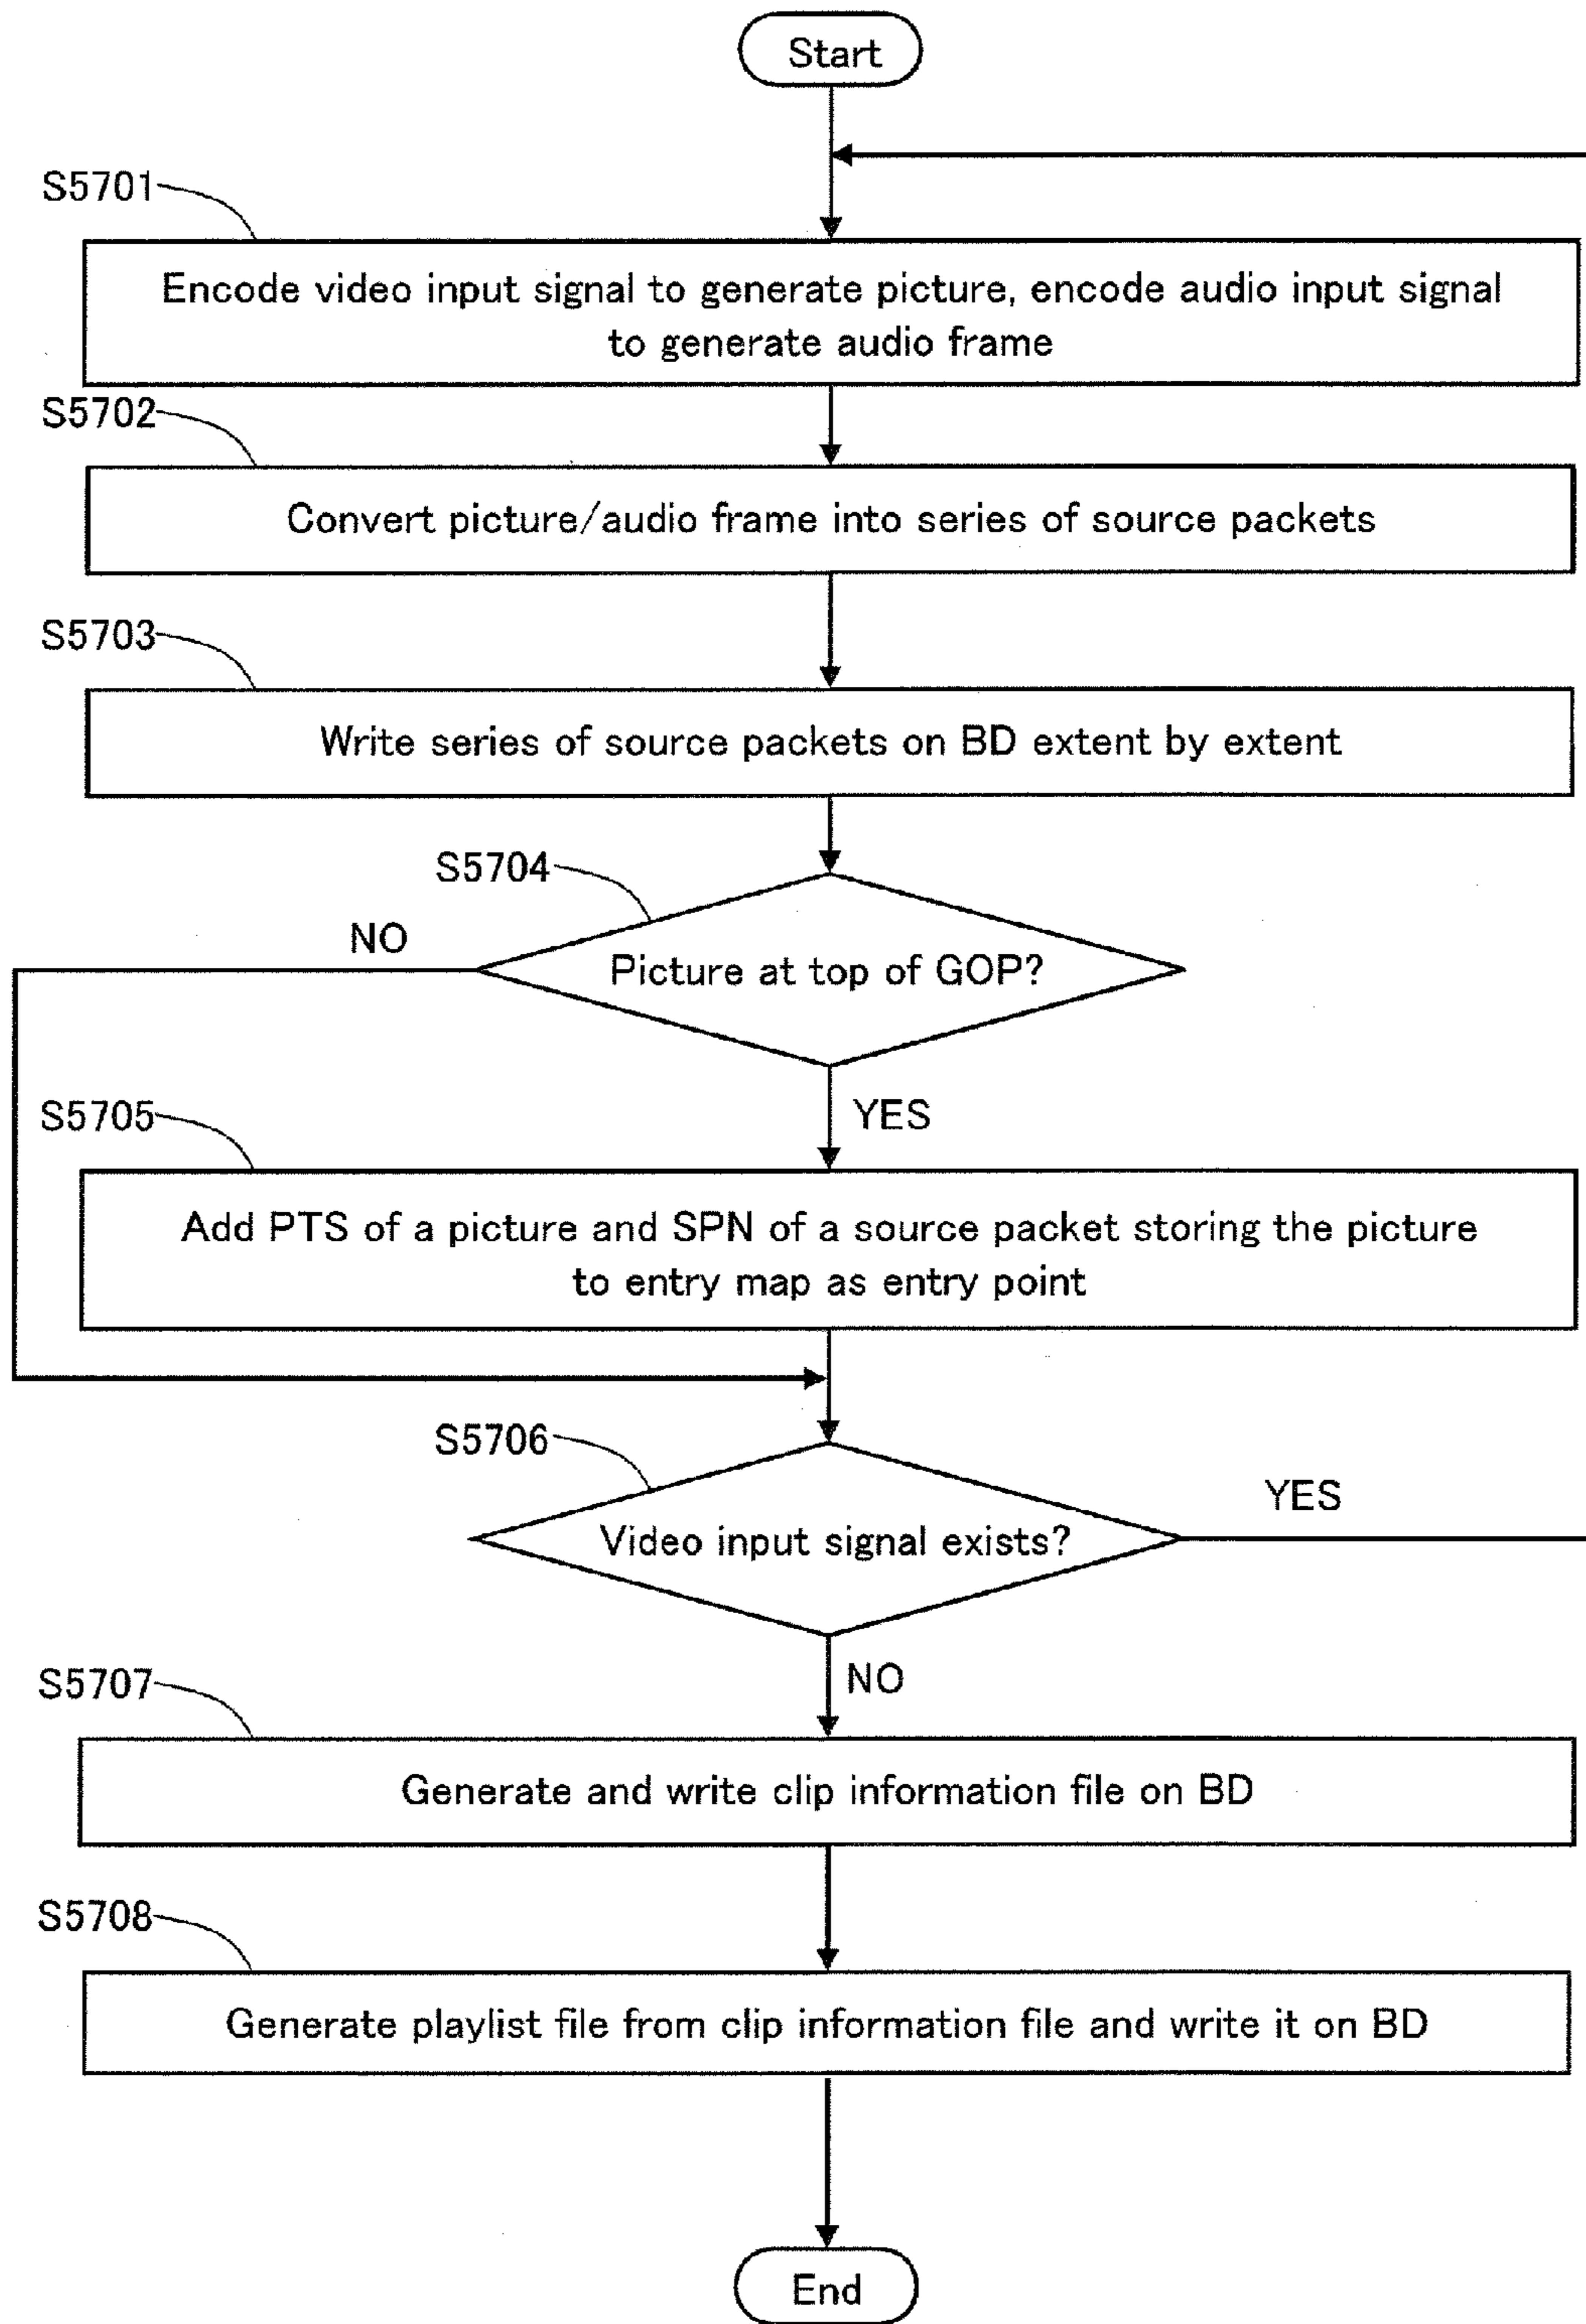 Start
S5701
Encode video input signal to generate picture, encode audio input signal
to generate audio frame
S5702
Convert picture/audio frame into series of source packets
S5703
Write series of source packets on BD extent by extent
S5704
NO
Picture at top of GOP?
S5705
YES
Add PTS of a picture and SPN of a source packet storing the picture
to entry map as entry point
S5706
YES
Video input signal exists?
S5707
NO
Generate and write clip information file on BD
S5708
Generate playlist file from clip information file and write it on BD
End